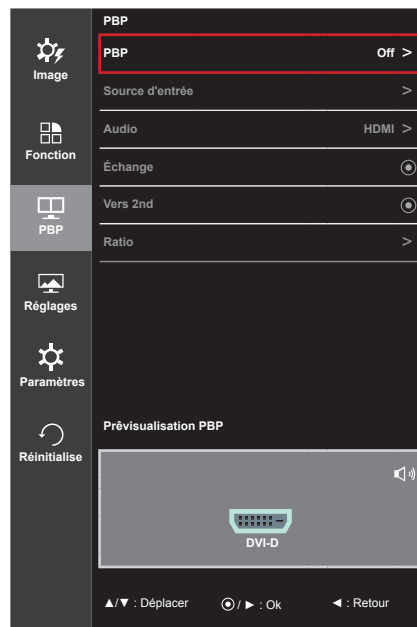 PBP
Image
Fonction
PBP
Réglages
Paramètres
Réinitialise
PBP Off >
Source d'entrée >
Audio HDMI >
Échange
Vers 2nd
Ratio >
Prêvisualisation PBP
DVI-D
▲/▼ : Déplacer ⦿ / ► : Ok ◄ : Retour